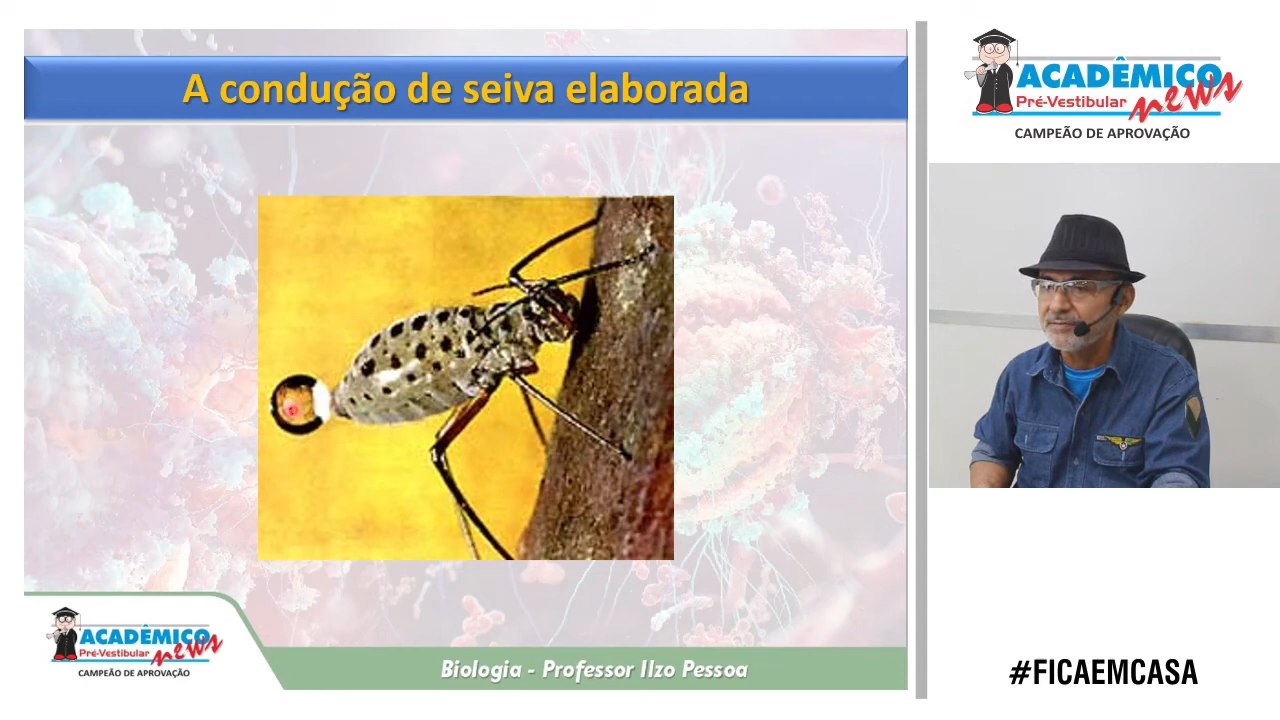 A condução de seiva elaborada
ACADÊMICO
Pré-Vestibular news
CAMPEÃO DE APROVAÇÃO
Biologia - Professor Ilzo Pessoa
ACADÊMICO
Pré-Vestibular news
CAMPEÃO DE APROVAÇÃO
#FICAEMCASA